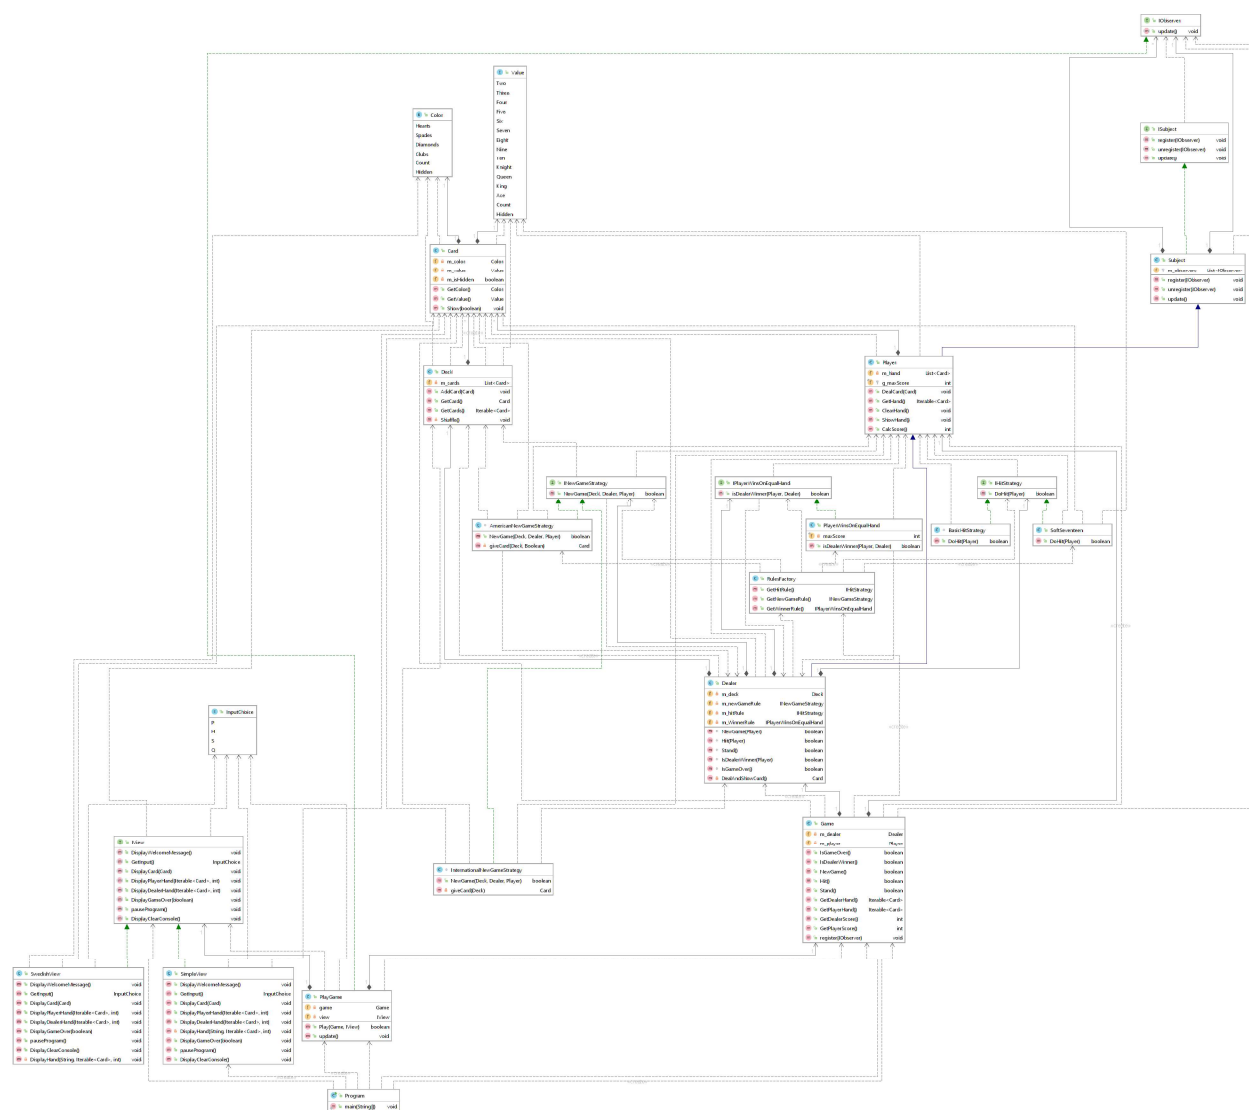 IObserver
update() void
Value
Two
Three
Four
Five
Six
Seven
Eight
Nine
Ten
Knight
Queen
King
Ace
Count
Hidden
Color
Hearts
Spades
Diamonds
Clubs
Count
Hidden
ISubject
register(IObserver) void
unregister(IObserver) void
void
Card
m_color Color
m_value Value
m_isHidden boolean
GetColor() Color
GetValue() Value
Show(boolean) void
Subject
m_observers List<IObserver>
register(IObserver) void
unregister(IObserver) void
update() void
Player
m_hand List<Card>
g_maxScore int
DealCard(Card) void
GetHand() Iterable<Card>
ClearHand() void
ShowHand() void
CalcScore() int
Deck
m_cards List<Card>
AddCard(Card) void
GetCard() Card
GetCards() Iterable<Card>
Shuffle() void
INewGameStrategy
NewGame(Deck, Dealer, Player) boolean
IPlayerWinsOnEqualHand
isDealerWinner(Player, Dealer) boolean
IHitStrategy
DoHit(Player) boolean
AmericanNewGameStrategy
NewGame(Deck, Dealer, Player) boolean
giveCard(Deck, Boolean) Card
PlayerWinsOnEqualHand
maxScore int
isDealerWinner(Player, Dealer) boolean
BasicHitStrategy
DoHit(Player) boolean
SoftSeventeen
DoHit(Player) boolean
RulesFactory
GetHitRule() IHitStrategy
GetNewGameRule() INewGameStrategy
GetWinnerRule() IPlayerWinsOnEqualHand
Dealer
m_deck Deck
m_newGameRule INewGameStrategy
m_hitRule IHitStrategy
m_WinnerRule IPlayerWinsOnEqualHand
NewGame(Player) boolean
Hit(Player) boolean
Stand() boolean
IsDealerWinner(Player) boolean
IsGameOver() boolean
DealAndShowCard() Card
InputChoice
P
H
S
Q
Game
m_dealer Dealer
m_player Player
IsGameOver() boolean
IsDealerWinner() boolean
NewGame() boolean
Hit() boolean
Stand() boolean
GetDealerHand() Iterable<Card>
GetPlayerHand() Iterable<Card>
GetDealerScore() int
GetPlayerScore() int
register(IObserver) void
IView
DisplayWelcomeMessage() void
GetInput() InputChoice
DisplayCard(Card) void
DisplayPlayerHand(Iterable<Card>, int) void
DisplayDealerHand(Iterable<Card>, int) void
DisplayGameOver(boolean) void
pauseProgram() void
DisplayClearConsole() void
InternationalNewGameStrategy
NewGame(Deck, Dealer, Player) boolean
giveCard(Deck) Card
SwedishView
DisplayWelcomeMessage() void
GetInput() InputChoice
DisplayCard(Card) void
DisplayPlayerHand(Iterable<Card>, int) void
DisplayDealerHand(Iterable<Card>, int) void
DisplayGameOver(boolean) void
pauseProgram() void
DisplayClearConsole() void
DisplayHand(String, Iterable<Card>, int) void
SimpleView
DisplayWelcomeMessage() void
GetInput() InputChoice
DisplayCard(Card) void
DisplayPlayerHand(Iterable<Card>, int) void
DisplayDealerHand(Iterable<Card>, int) void
DisplayHand(String, Iterable<Card>, int) void
DisplayGameOver(boolean) void
pauseProgram() void
DisplayClearConsole() void
PlayGame
game Game
view IView
Play(Game, IView) boolean
update() void
Program
main(String[]) void